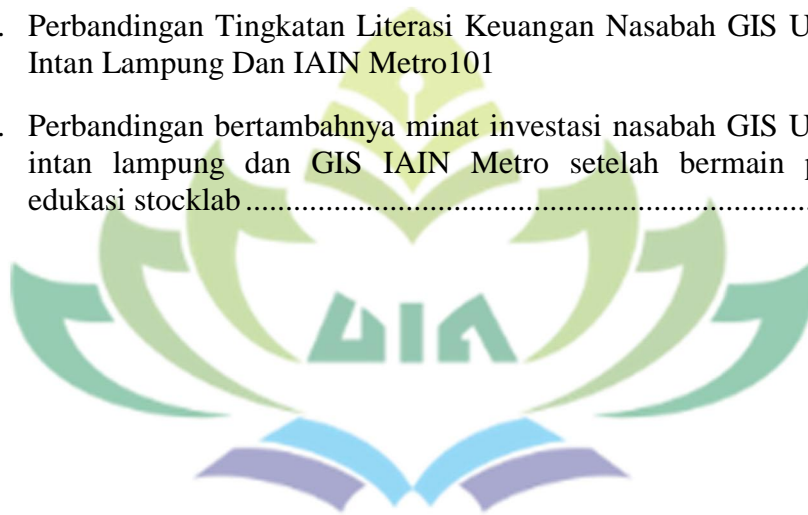 . Perbandingan Tingkatan Literasi Keuangan Nasabah GIS U
Intan Lampung Dan IAIN Metro101
. Perbandingan bertambahnya minat investasi nasabah GIS U
intan lampung dan GIS IAIN Metro setelah bermain p
edukasi stocklab.......................................................................
UIN